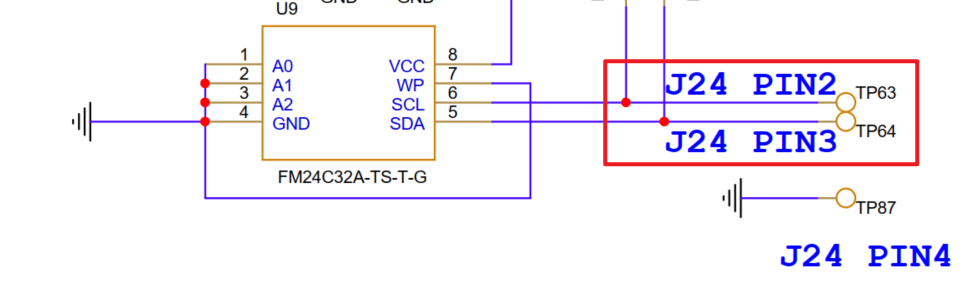 GND GND
U9
1 A0 VCC 8
2 A1 WP 7
3 A2 SCL 6
4 GND SDA 5
FM24C32A-TS-T-G
J24 PIN2 TP63
TP64
J24 PIN3
TP87
J24 PIN4